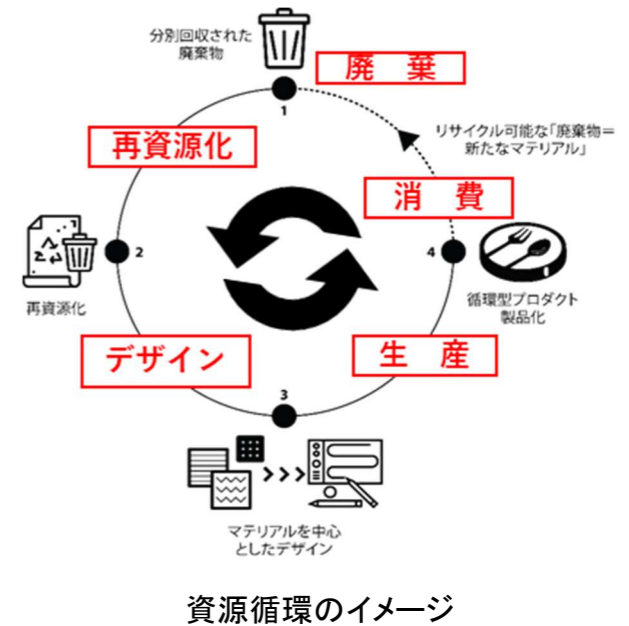 分別回収された
廃棄物
廃　棄
1
再資源化
リサイクル可能な「廃棄物＝
新たなマテリアル」
消　費
2
4
再資源化
循環型プロダクト
製品化
デザイン
生　産
3
マテリアルを中心
としたデザイン
資源循環のイメージ